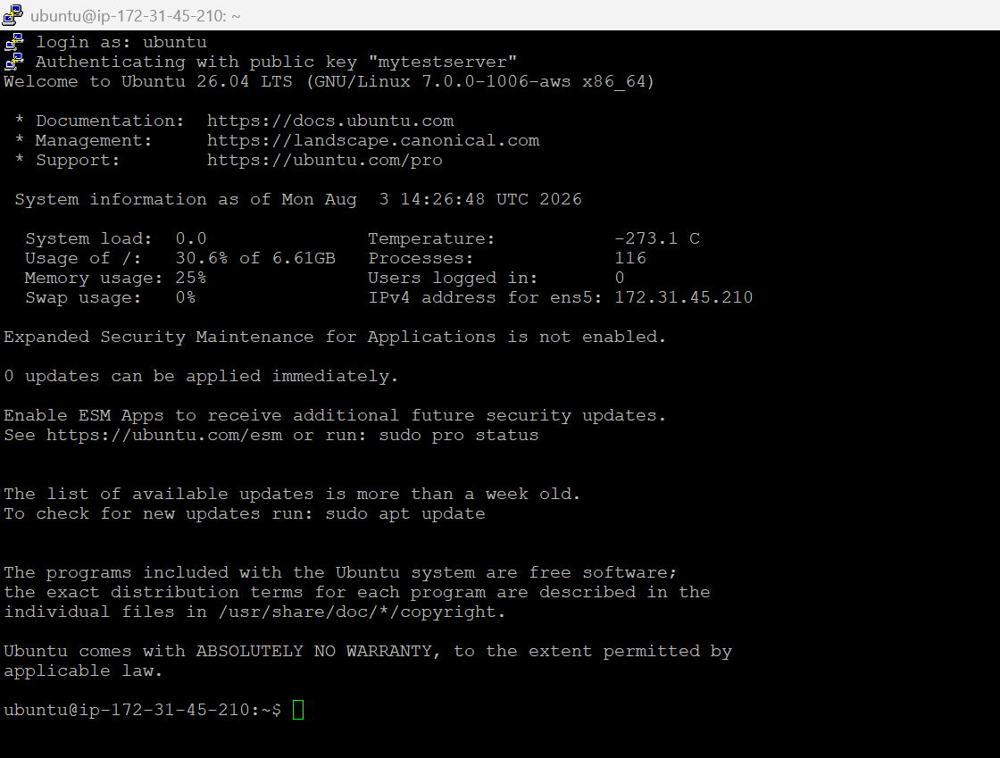 ubuntu@ip-172-31-45-210: ~
login as: ubuntu
Authenticating with public key "mytestserver"
Welcome to Ubuntu 26.04 LTS (GNU/Linux 7.0.0-1006-aws x86_64)
* Documentation:  https://docs.ubuntu.com
* Management:     https://landscape.canonical.com
* Support:        https://ubuntu.com/pro
System information as of Mon Aug  3 14:26:48 UTC 2026
System load:  0.0               Temperature:           -273.1 C
Usage of /:   30.6% of 6.61GB   Processes:             116
Memory usage: 25%               Users logged in:       0
Swap usage:   0%                IPv4 address for ens5: 172.31.45.210
Expanded Security Maintenance for Applications is not enabled.
0 updates can be applied immediately.
Enable ESM Apps to receive additional future security updates.
See https://ubuntu.com/esm or run: sudo pro status
The list of available updates is more than a week old.
To check for new updates run: sudo apt update
The programs included with the Ubuntu system are free software;
the exact distribution terms for each program are described in the
individual files in /usr/share/doc/*/copyright.
Ubuntu comes with ABSOLUTELY NO WARRANTY, to the extent permitted by
applicable law.
ubuntu@ip-172-31-45-210:~$